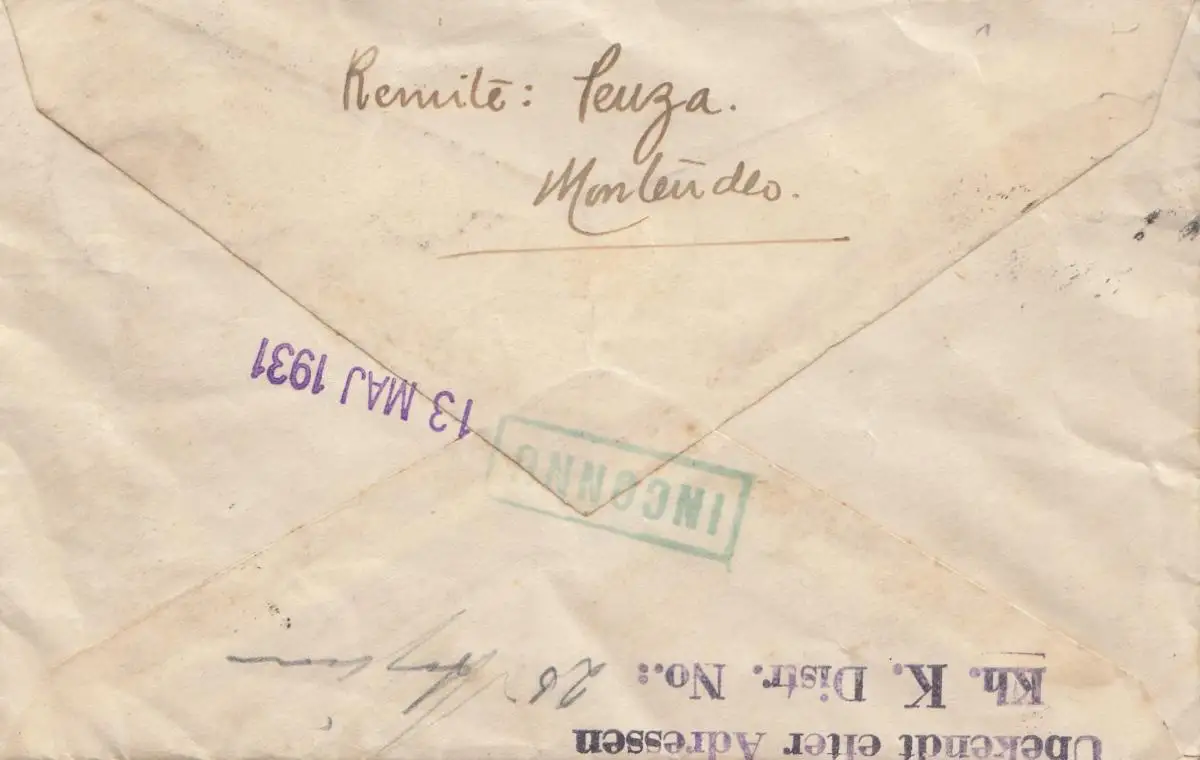 Remite: Peuza.
Montevideo.
13 MAJ 1931
INCONNU
Ubekendt efter Adressen
Kh. K. Distr. No.: 26